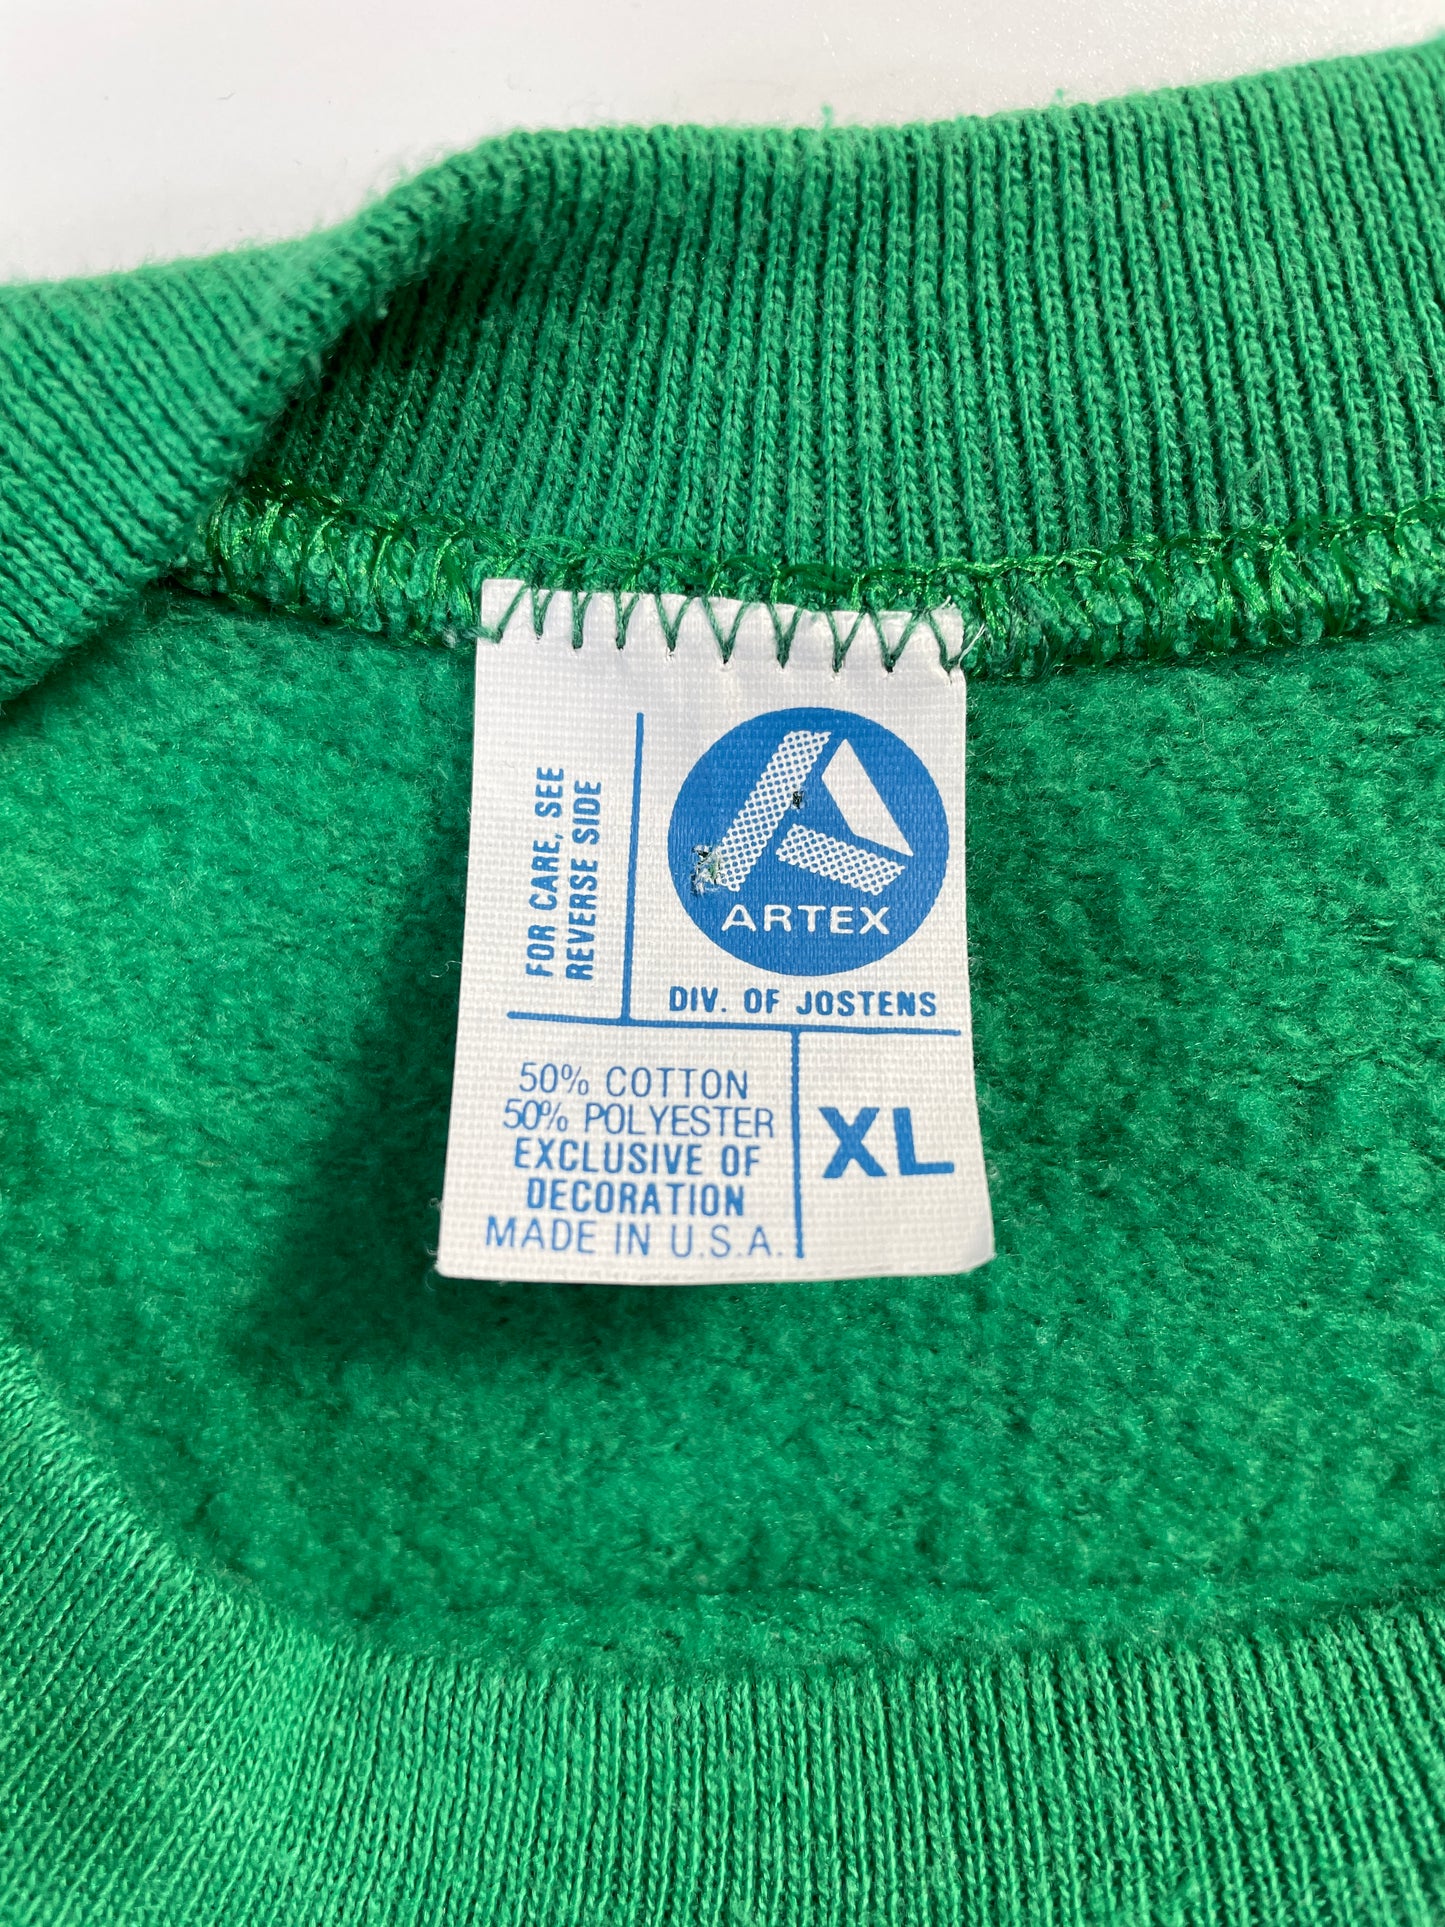 FOR CARE, SEE
REVERSE SIDE
ARTEX
DIV. OF JOSTENS
50% COTTON
50% POLYESTER
EXCLUSIVE OF
DECORATION
MADE IN U.S.A.
XL